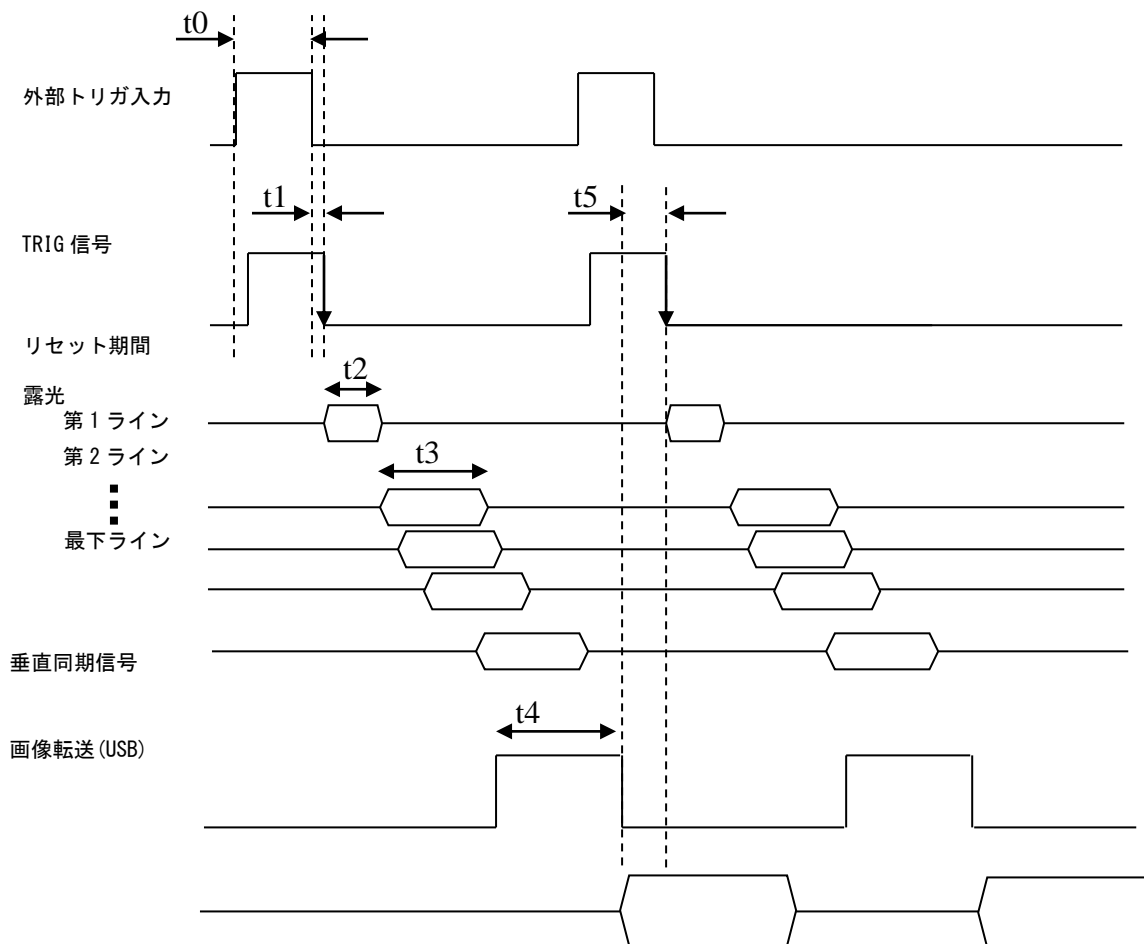 t0
外部トリガ入力
t1
t5
TRIG 信号
リセット期間
t2
露光
第1ライン
第2ライン
t3
最下ライン
垂直同期信号
t4
画像転送(USB)